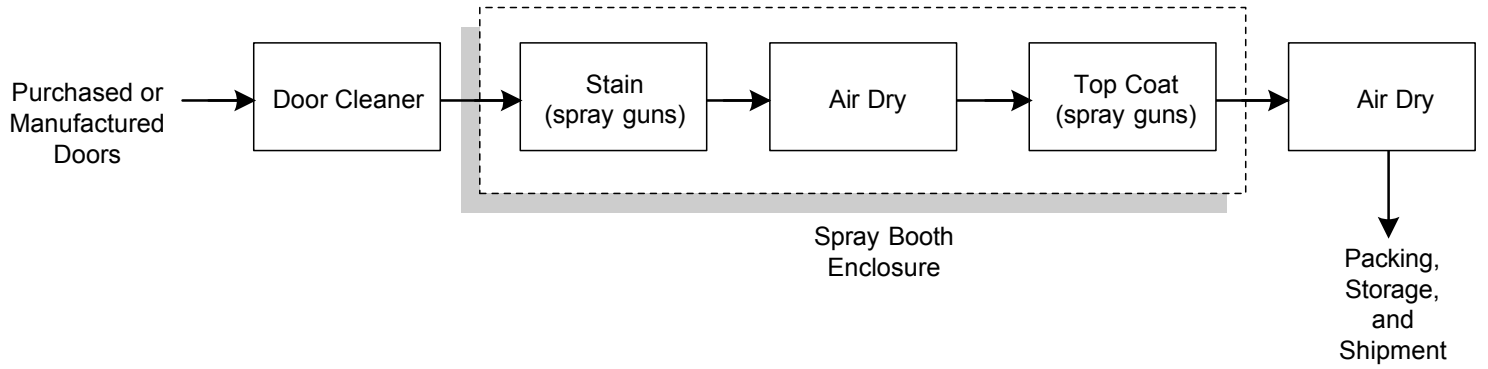 Purchased or
Manufactured
Doors
Door Cleaner
Stain
(spray guns)
Air Dry
Top Coat
(spray guns)
Air Dry
Spray Booth
Enclosure
Packing,
Storage,
and
Shipment